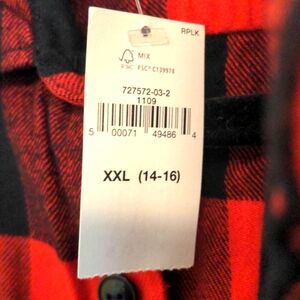 RPLK
MIX
FSC
FSC® C139978
727572-03-2
1109
5 00071 49486 4
XXL (14-16)